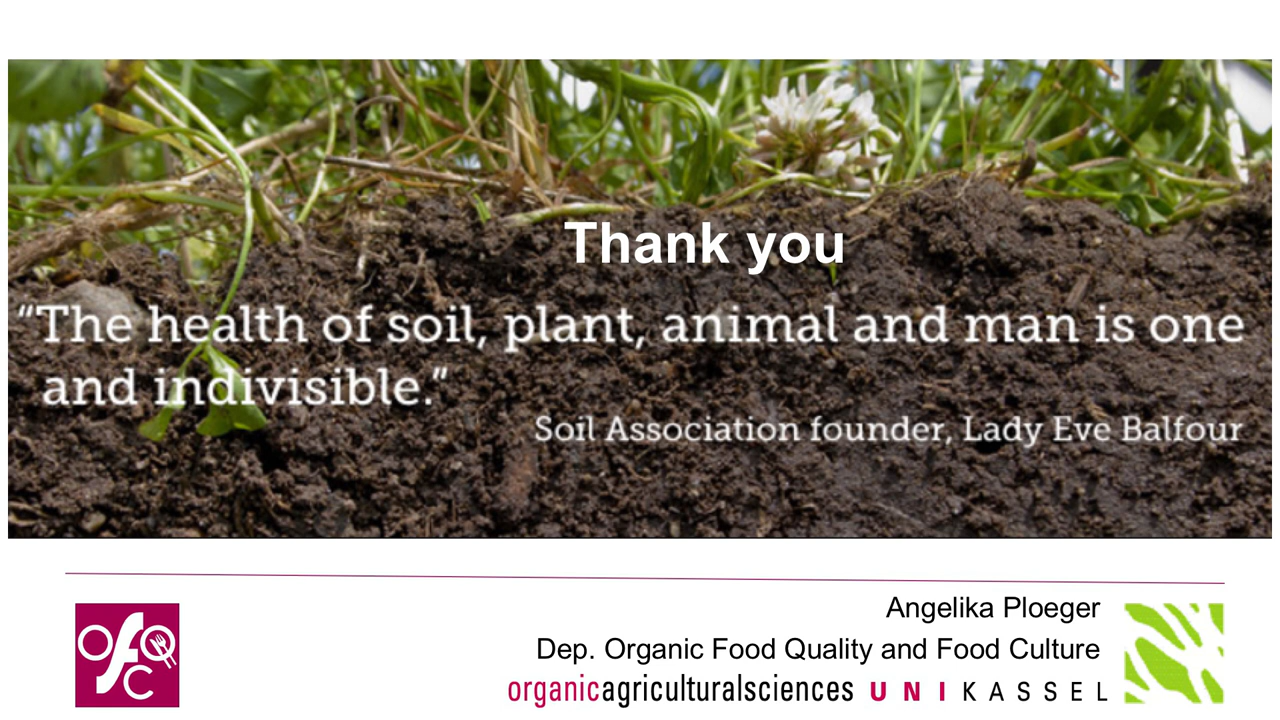 Thank you
“The health of soil, plant, animal and man is one
and indivisible.”
Soil Association founder, Lady Eve Balfour
Angelika Ploeger
Dep. Organic Food Quality and Food Culture
organicagriculturalsciences UNIKASSEL
ofQC